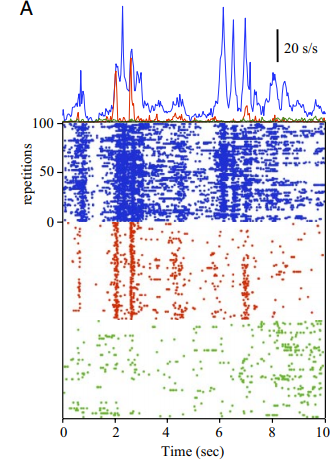 A
20 s/s
100
50
0
repetitions
0 2 4 6 8 10
Time (sec)